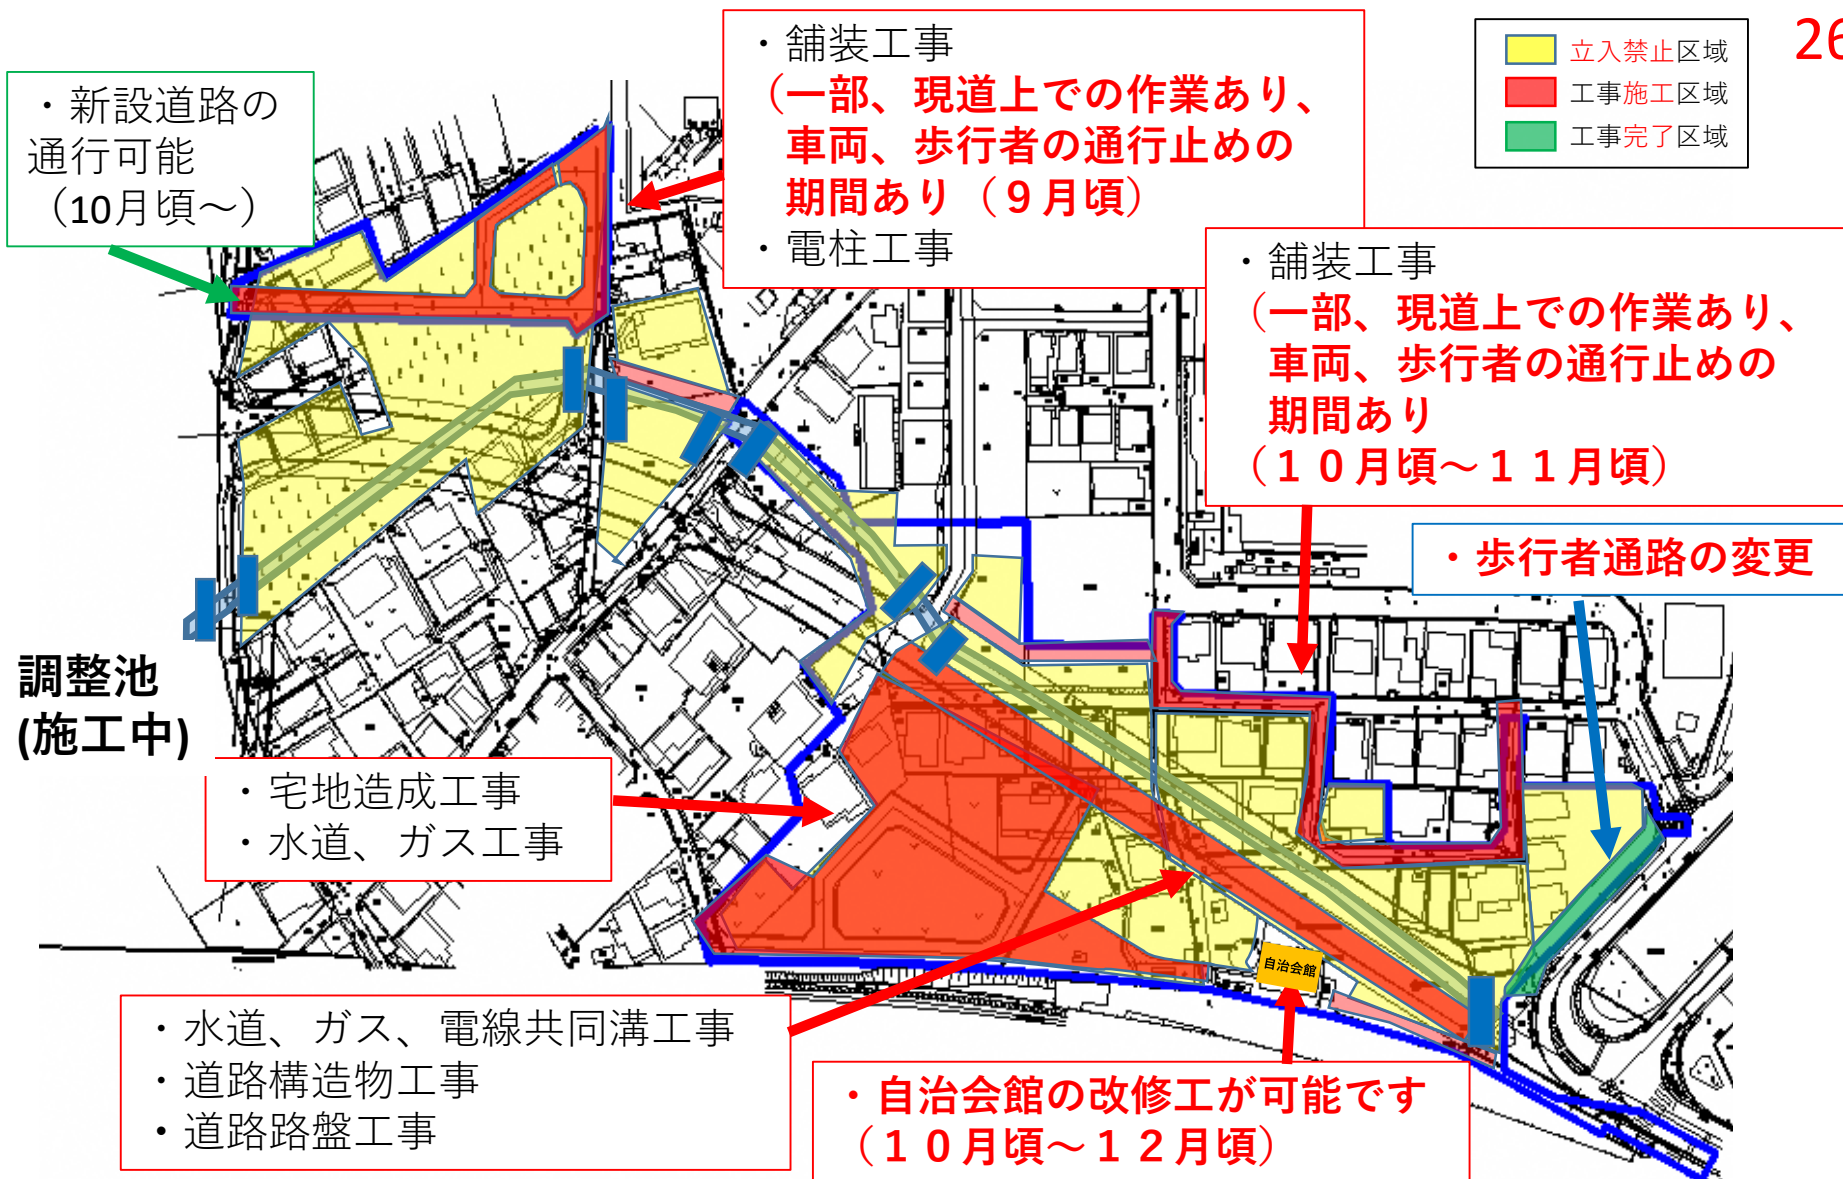 ・舗装工事
（一部、現道上での作業あり、
車両、歩行者の通行止めの
期間あり（９月頃）
・電柱工事
立入禁止区域
工事施工区域
工事完了区域
・新設道路の
通行可能
（10月頃～）
・舗装工事
（一部、現道上での作業あり、
車両、歩行者の通行止めの
期間あり
（１０月頃～１１月頃）
・歩行者通路の変更
調整池
(施工中)
・宅地造成工事
・水道、ガス工事
自治会館
・水道、ガス、電線共同溝工事
・道路構造物工事
・道路路盤工事
・自治会館の改修工が可能です
（１０月頃～１２月頃）